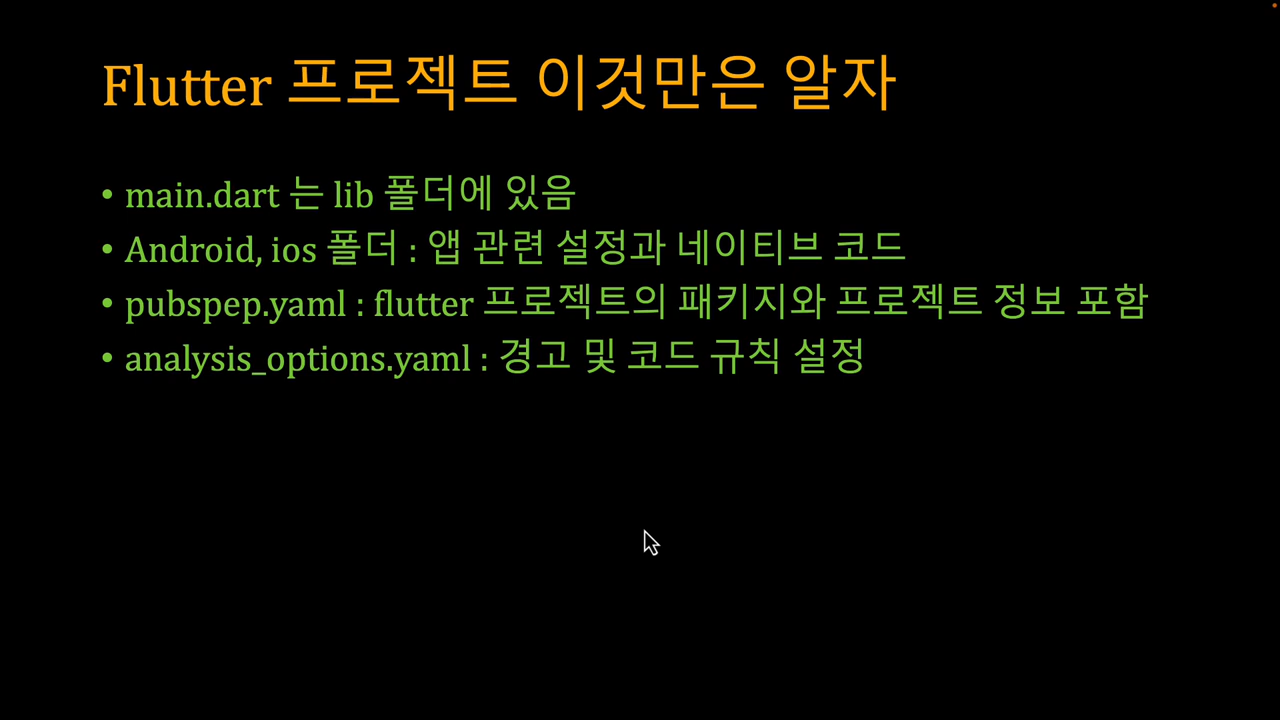 Flutter 프로젝트 이것만은 알자
• main.dart 는 lib 폴더에 있음
• Android, ios 폴더 : 앱 관련 설정과 네이티브 코드
• pubspep.yaml : flutter 프로젝트의 패키지와 프로젝트 정보 포함
• analysis_options.yaml : 경고 및 코드 규칙 설정